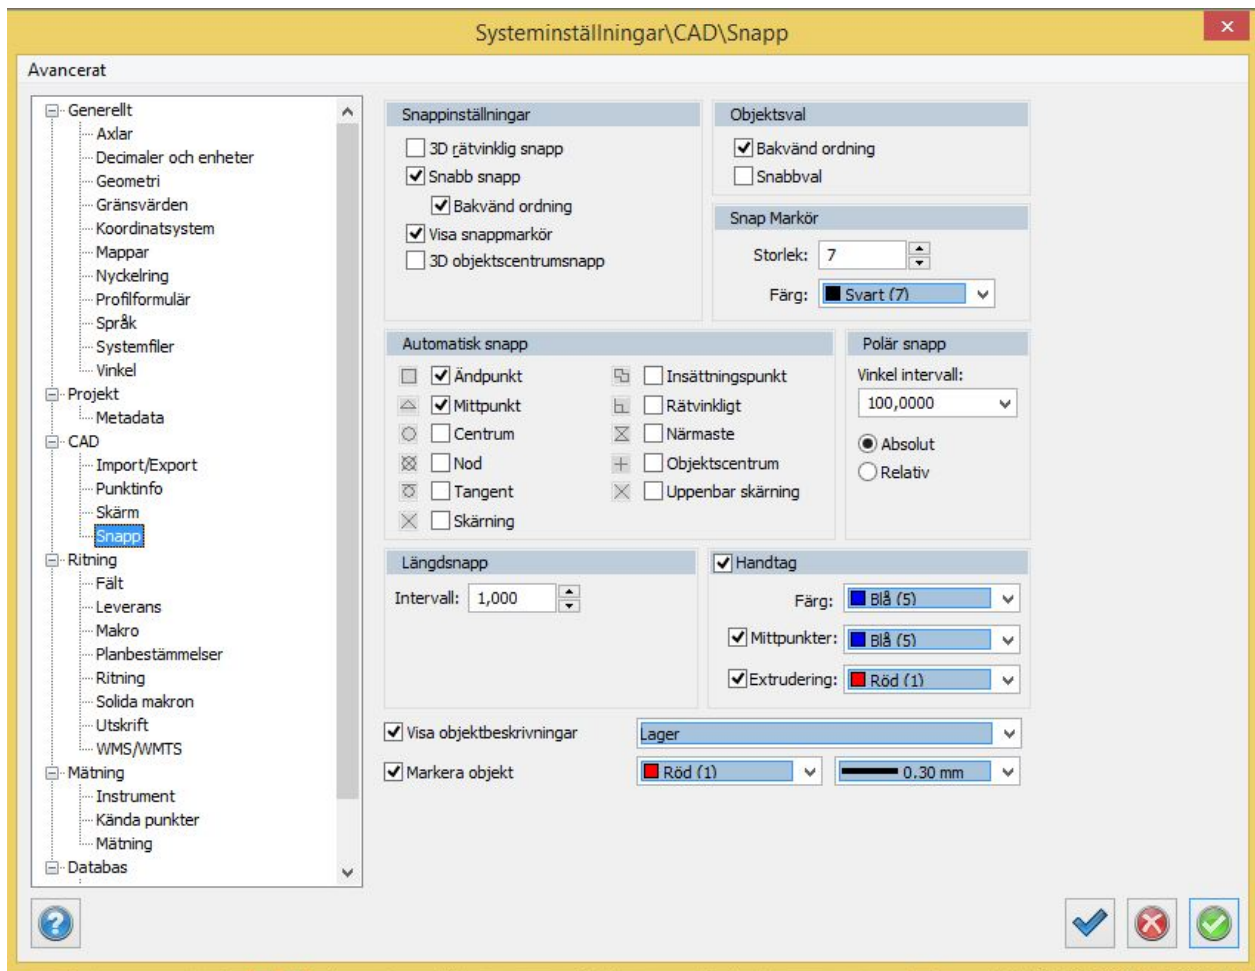 Systeminställningar\CAD\Snapp
Avancerat
Generellt
Axlar
Decimaler och enheter
Geometri
Gränsvärden
Koordinatsystem
Mappar
Nyckelring
Profilformulär
Språk
Systemfiler
Vinkel
Projekt
Metadata
CAD
Import/Export
Punktinfo
Skärm
Snapp
Ritning
Fält
Leverans
Makro
Planbestämmelser
Ritning
Solida makron
Utskrift
WMS/WMTS
Mätning
Instrument
Kända punkter
Mätning
Databas
Snappinställningar
3D rätvinklig snapp
Snabb snapp
Bakvänd ordning
Visa snappmarkör
3D objektscentrumsnapp
Objektsval
Bakvänd ordning
Snabbval
Snap Markör
Storlek: 7
Färg: Svart (7)
Automatisk snapp
Ändpunkt
Mittpunkt
Centrum
Nod
Tangent
Skärning
Insättningspunkt
Rätvinkligt
Närmaste
Objektscentrum
Uppenbar skärning
Polär snapp
Vinkel intervall:
100,0000
Absolut
Relativ
Längdsnapp
Intervall: 1,000
Handtag
Färg: Blå (5)
Mittpunkter: Blå (5)
Extrudering: Röd (1)
Visa objektbeskrivningar Lager
Markera objekt Röd (1) 0.30 mm